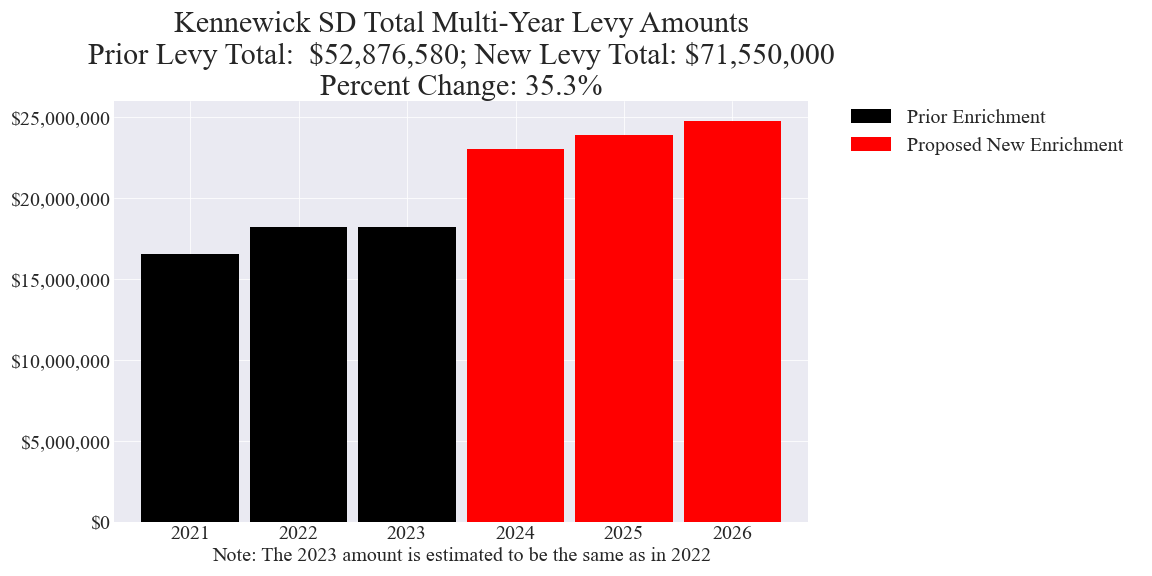 Kennewick SD Total Multi-Year Levy Amounts
Prior Levy Total:  $52,876,580; New Levy Total: $71,550,000
Percent Change: 35.3%
Prior Enrichment
Proposed New Enrichment
$25,000,000
$20,000,000
$15,000,000
$10,000,000
$5,000,000
$0
2021 2022 2023 2024 2025 2026
Note: The 2023 amount is estimated to be the same as in 2022